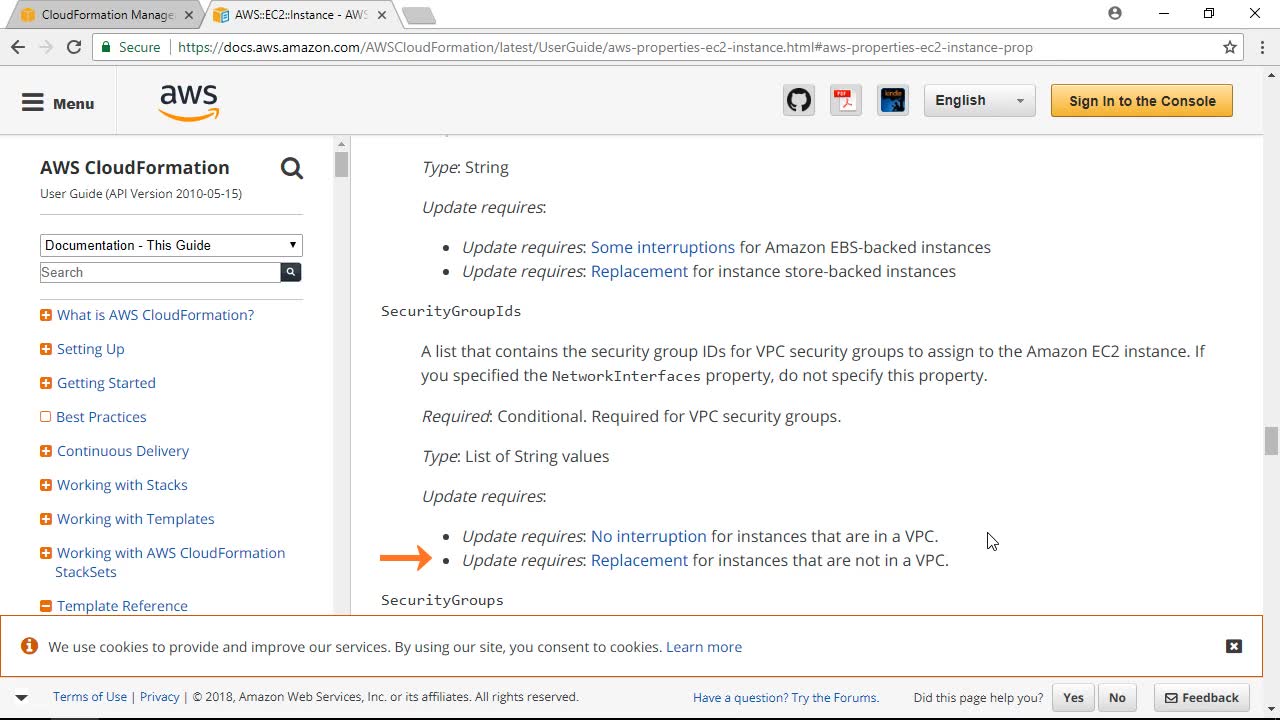 CloudFormation Manage
AWS::EC2::Instance - AWS
Secure
https://docs.aws.amazon.com/AWSCloudFormation/latest/UserGuide/aws-properties-ec2-instance.html#aws-properties-ec2-instance-prop
Menu
aws
PDF
kindle
English
Sign In to the Console
AWS CloudFormation
User Guide (API Version 2010-05-15)
Documentation - This Guide
Search
What is AWS CloudFormation?
Setting Up
Getting Started
Best Practices
Continuous Delivery
Working with Stacks
Working with Templates
Working with AWS CloudFormation
StackSets
Template Reference
Type: String
Update requires:
• Update requires: Some interruptions for Amazon EBS-backed instances
• Update requires: Replacement for instance store-backed instances
SecurityGroupIds
A list that contains the security group IDs for VPC security groups to assign to the Amazon EC2 instance. If
you specified the NetworkInterfaces property, do not specify this property.
Required: Conditional. Required for VPC security groups.
Type: List of String values
Update requires:
• Update requires: No interruption for instances that are in a VPC.
• Update requires: Replacement for instances that are not in a VPC.
SecurityGroups
We use cookies to provide and improve our services. By using our site, you consent to cookies. Learn more
Terms of Use | Privacy | © 2018, Amazon Web Services, Inc. or its affiliates. All rights reserved.
Have a question? Try the Forums.
Did this page help you?
Yes
No
Feedback